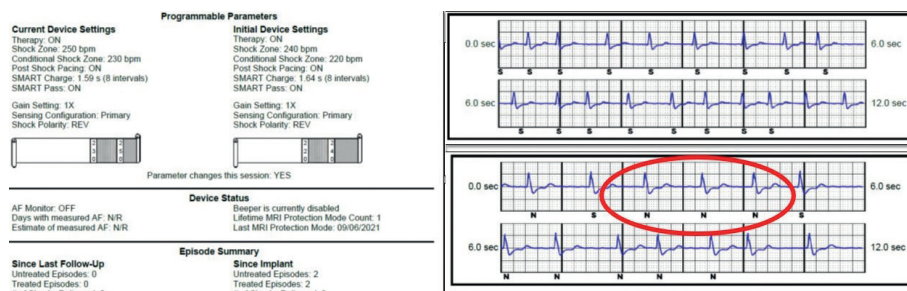 Programmable Parameters
Current Device Settings
Therapy: ON
Shock Zone: 250 bpm
Conditional Shock Zone: 230 bpm
Post Shock Pacing: ON
SMART Charge: 1.59 s (8 intervals)
SMART Pass: ON
Gain Setting: 1X
Sensing Configuration: Primary
Shock Polarity: REV
230
250
Initial Device Settings
Therapy: ON
Shock Zone: 240 bpm
Conditional Shock Zone: 220 bpm
Post Shock Pacing: ON
SMART Charge: 1.64 s (8 intervals)
SMART Pass: ON
Gain Setting: 1X
Sensing Configuration: Primary
Shock Polarity: REV
220
240
Parameter changes this session: YES
Device Status
AF Monitor: OFF
Days with measured AF: N/R
Estimate of measured AF: N/R
Beeper is currently disabled
Lifetime MRI Protection Mode Count: 1
Last MRI Protection Mode: 09/06/2021
Episode Summary
Since Last Follow-Up
Untreated Episodes: 0
Treated Episodes: 0
Since Implant
Untreated Episodes: 2
Treated Episodes: 2
0.0 sec 6.0 sec
S S S S S S S S S
6.0 sec 12.0 sec
S S S S S S S
0.0 sec 6.0 sec
N S N N N S
6.0 sec 12.0 sec
N N N N N